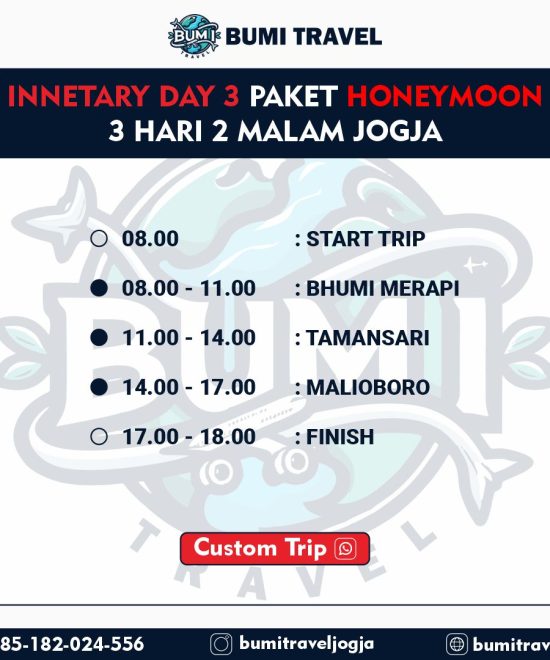 BUMI TRAVEL BUMI TRAVEL
INNETARY DAY 3 PAKET HONEYMOON
3 HARI 2 MALAM JOGJA
08.00 : START TRIP
08.00 - 11.00 : BHUMI MERAPI
11.00 - 14.00 : TAMANSARI
14.00 - 17.00 : MALIOBORO
17.00 - 18.00 : FINISH
BUMI
TRAVEL
Custom Trip
85-182-024-556 bumitraveljogja bumitrav